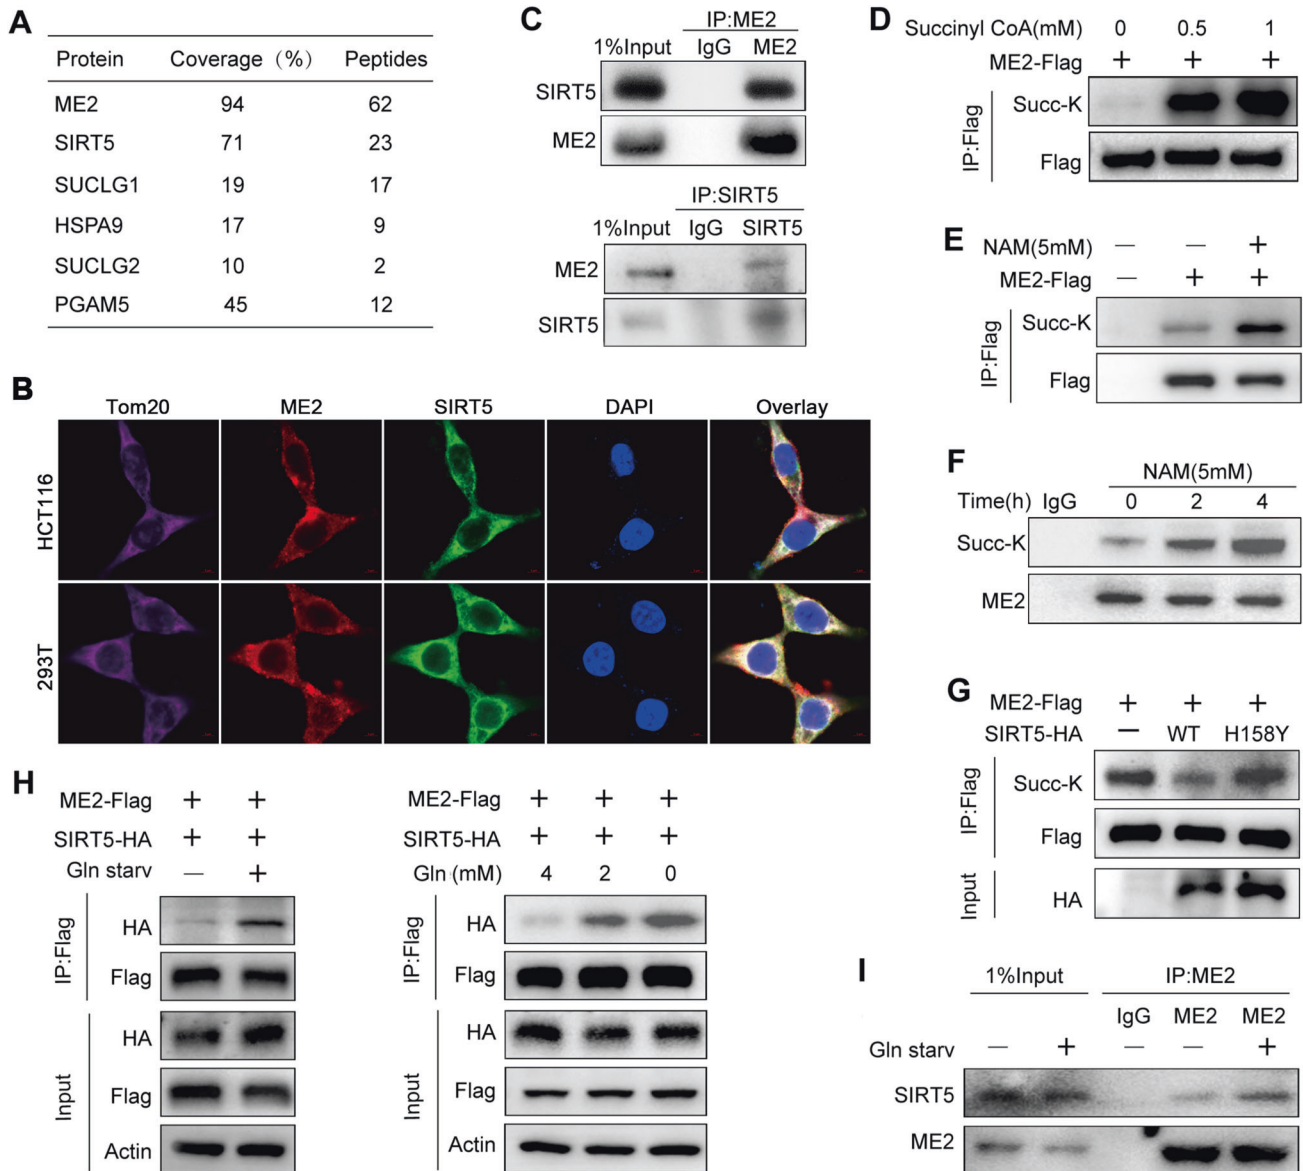 A
Protein Coverage (%) Peptides
ME2 94 62
SIRT5 71 23
SUCLG1 19 17
HSPA9 17 9
SUCLG2 10 2
PGAM5 45 12
B
Tom20 ME2 SIRT5 DAPI Overlay
HCT116
293T
C
IP:ME2
1%Input IgG ME2
SIRT5
ME2
IP:SIRT5
1%Input IgG SIRT5
ME2
SIRT5
D
Succinyl CoA(mM) 0 0.5 1
ME2-Flag + + +
IP:Flag
Succ-K
Flag
E
NAM(5mM) — — +
ME2-Flag — + +
IP:Flag
Succ-K
Flag
F
NAM(5mM)
Time(h) IgG 0 2 4
Succ-K
ME2
G
ME2-Flag + + +
SIRT5-HA — WT H158Y
IP:Flag
Succ-K
Flag
Input
HA
H
ME2-Flag + +
SIRT5-HA + +
Gln starv — +
IP:Flag
HA
Flag
Input
HA
Flag
Actin
ME2-Flag + + +
SIRT5-HA + + +
Gln (mM) 4 2 0
IP:Flag
HA
Flag
Input
HA
Flag
Actin
I
1%Input IP:ME2
IgG ME2 ME2
Gln starv — + — — +
SIRT5
ME2